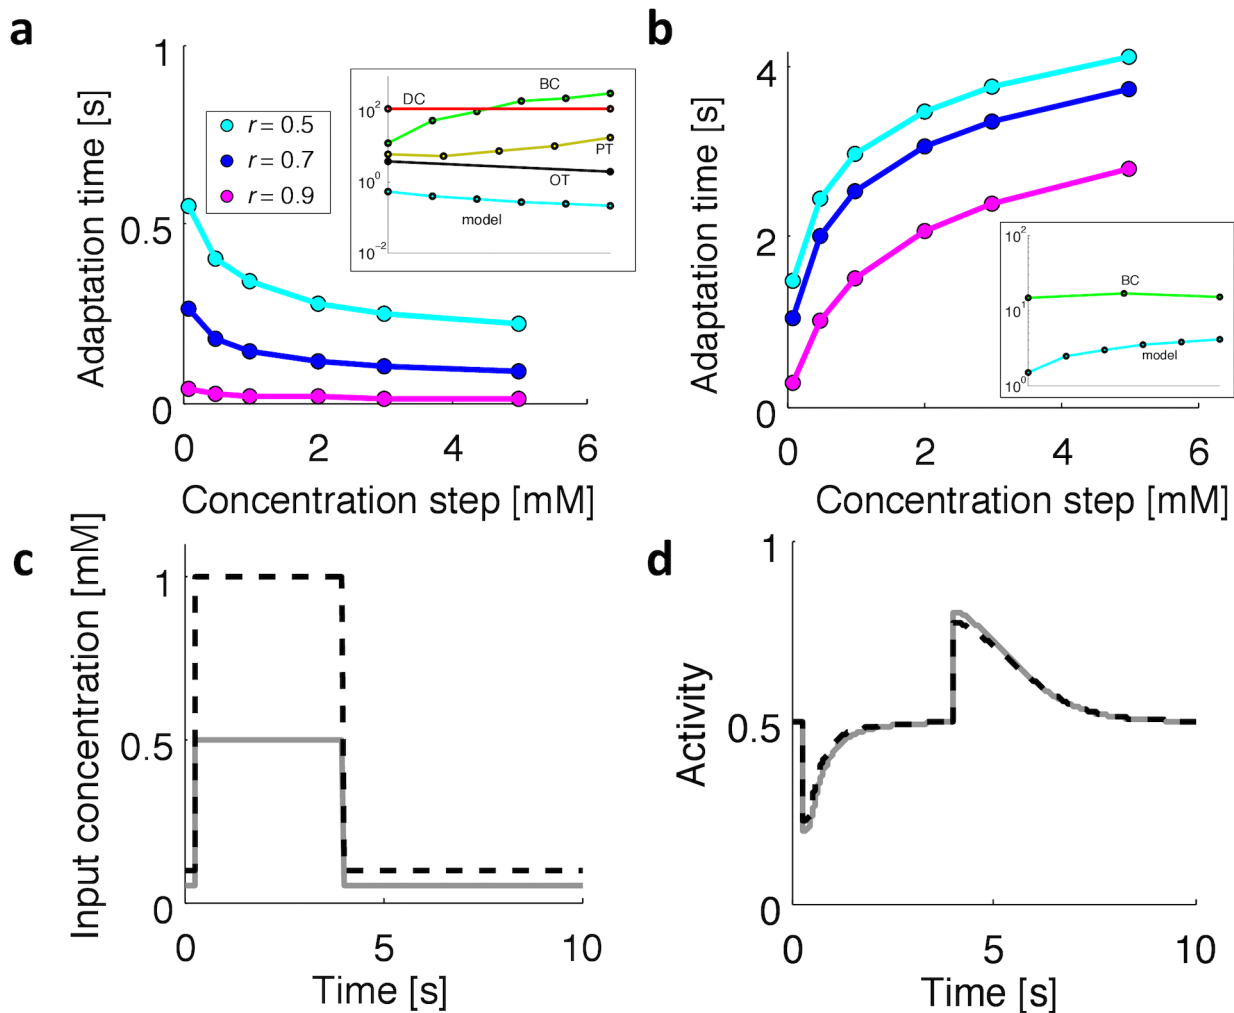 a
Adaptation time [s]
1
0.5
0
r = 0.5
r = 0.7
r = 0.9
10^2
10^0
10^-2
DC
BC
PT
OT
model
0 2 4 6
Concentration step [mM]
b
Adaptation time [s]
4
2
0
10^2
10^1
10^0
BC
model
0 2 4 6
Concentration step [mM]
c
Input concentration [mM]
1
0.5
0
0 5 10
Time [s]
d
Activity
1
0.5
0
0 5 10
Time [s]